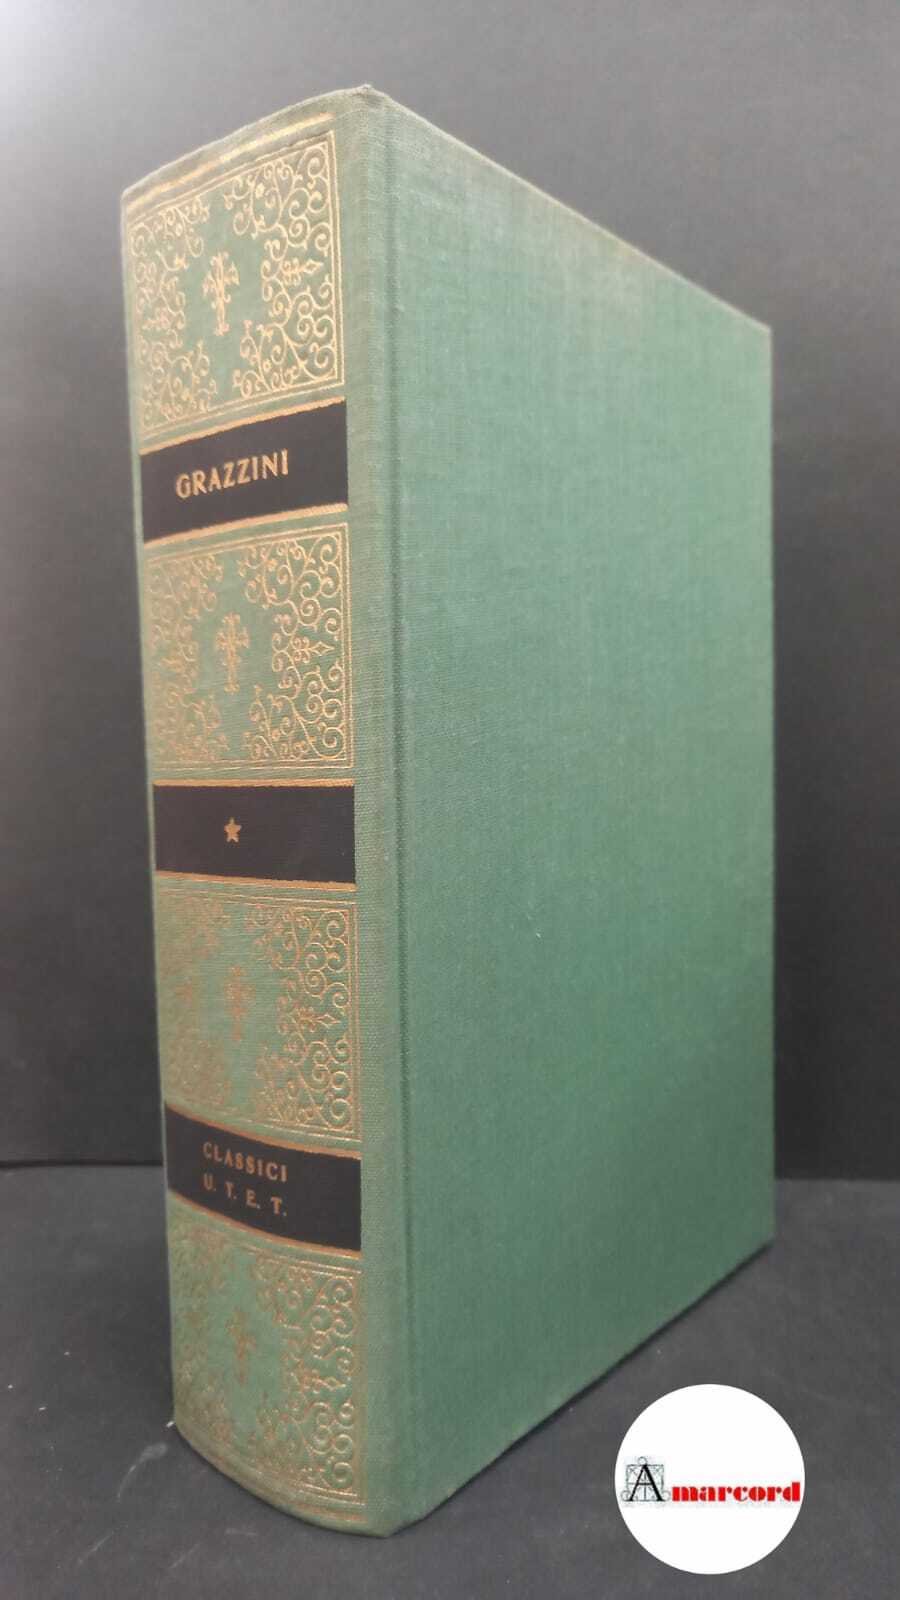 GRAZZINI
CLASSICI
U. T. E. T.
Amarcord